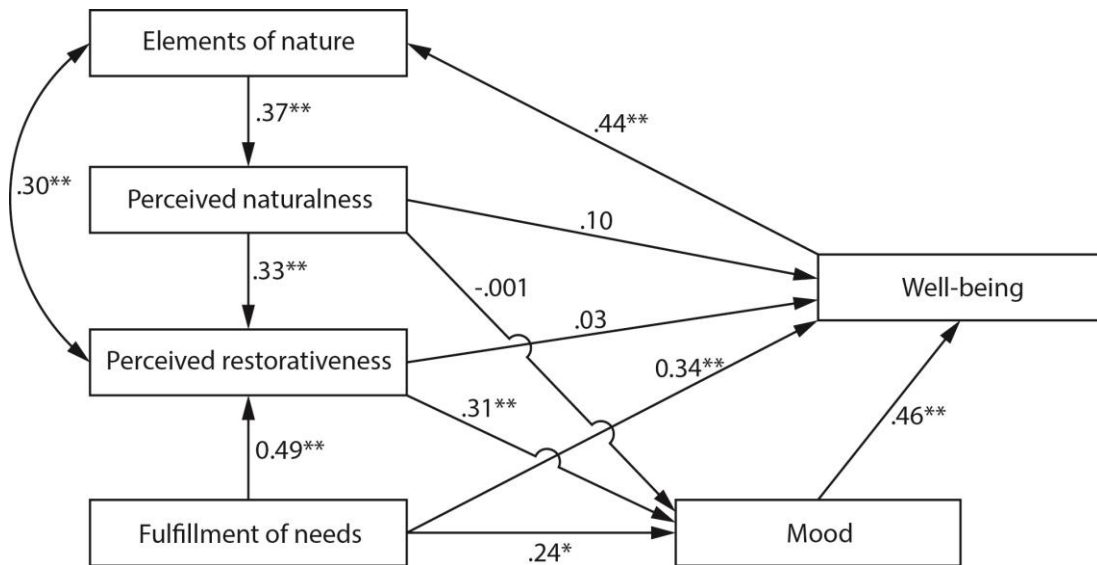 Elements of nature
.37**
.44**
.30**
Perceived naturalness
.10
.33**
-.001
Well-being
.03
Perceived restorativeness
0.34**
.31**
.46**
0.49**
Fulfillment of needs
Mood
.24*